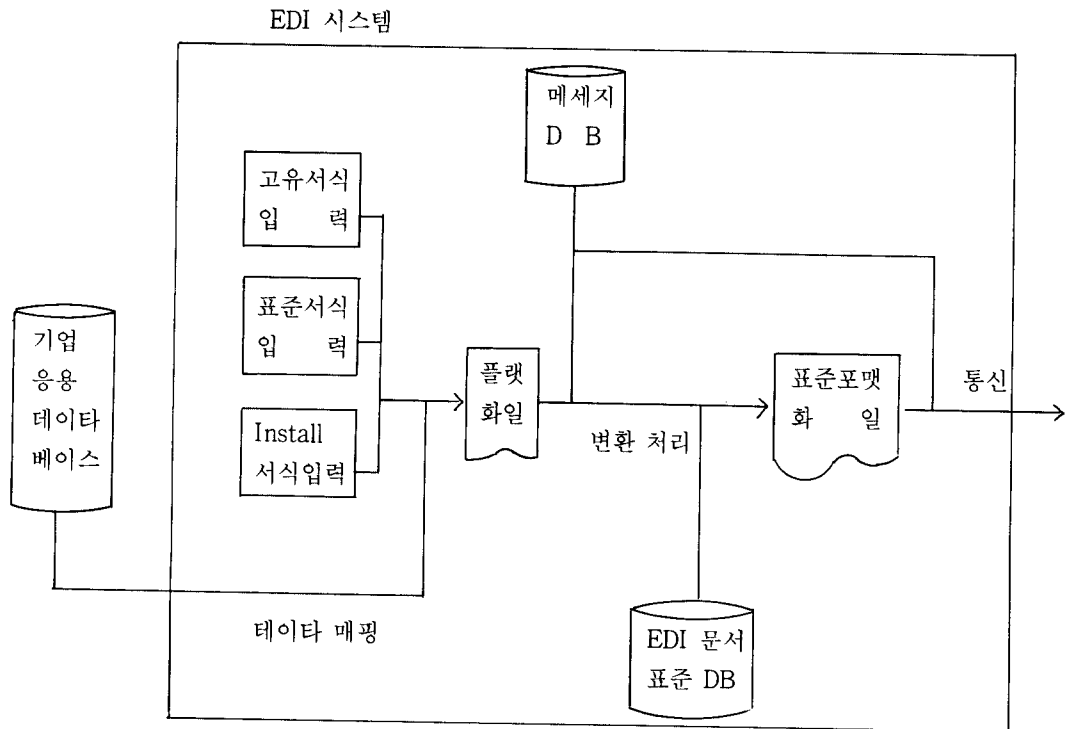 EDI 시스템
메세지
D B
고유서식
입 력
표준서식
입 력
Install
서식입력
기업
응용
데이타
베이스
플랫
화일
변환 처리
표준포맷
화 일
통신
테이타 매핑
EDI 문서
표준 DB